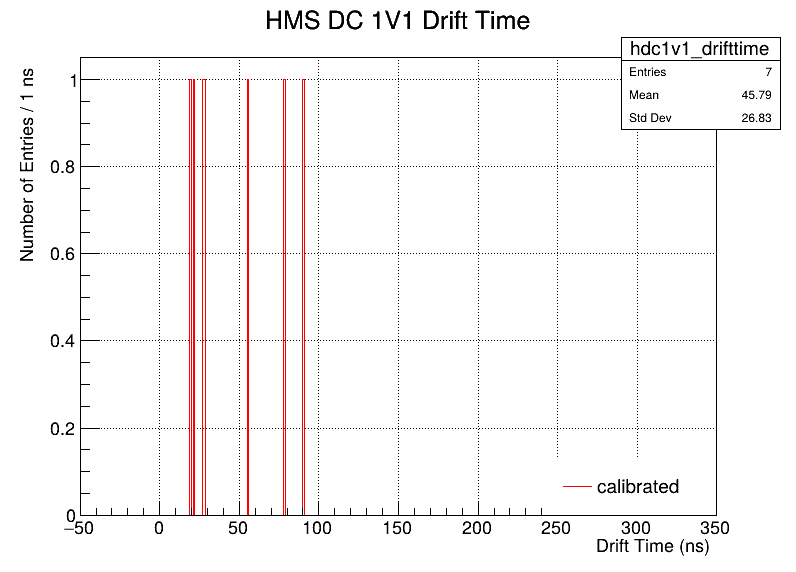 HMS DC 1V1 Drift Time
hdc1v1_drifttime
Entries 7
Mean 45.79
Std Dev 26.83
Number of Entries / 1 ns
1
0.8
0.6
0.4
0.2
0
−50 0 50 100 150 200 250 300 350
Drift Time (ns)
calibrated